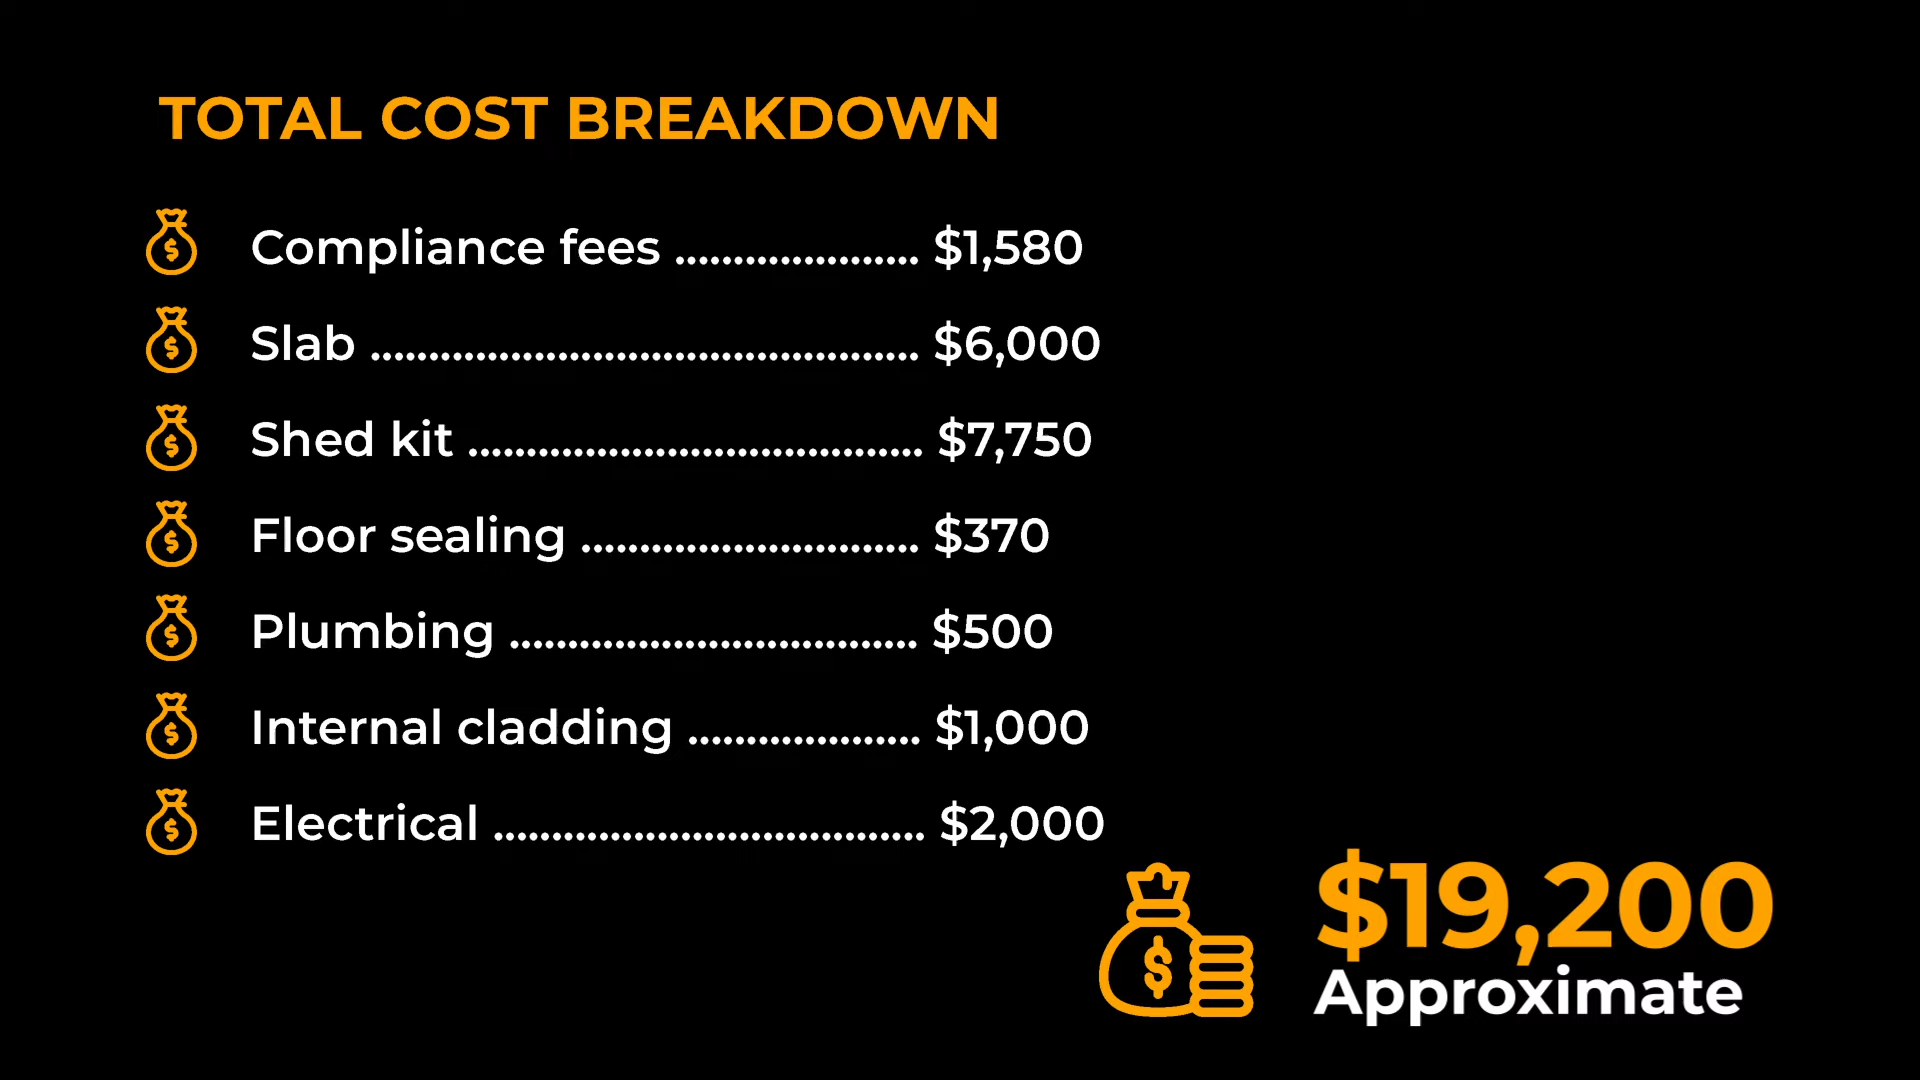 TOTAL COST BREAKDOWN
$ Compliance fees ..................... $1,580
$ Slab ............................................... $6,000
$ Shed kit ....................................... $7,750
$ Floor sealing ............................. $370
$ Plumbing ................................... $500
$ Internal cladding .................... $1,000
$ Electrical ..................................... $2,000
$ $19,200
Approximate